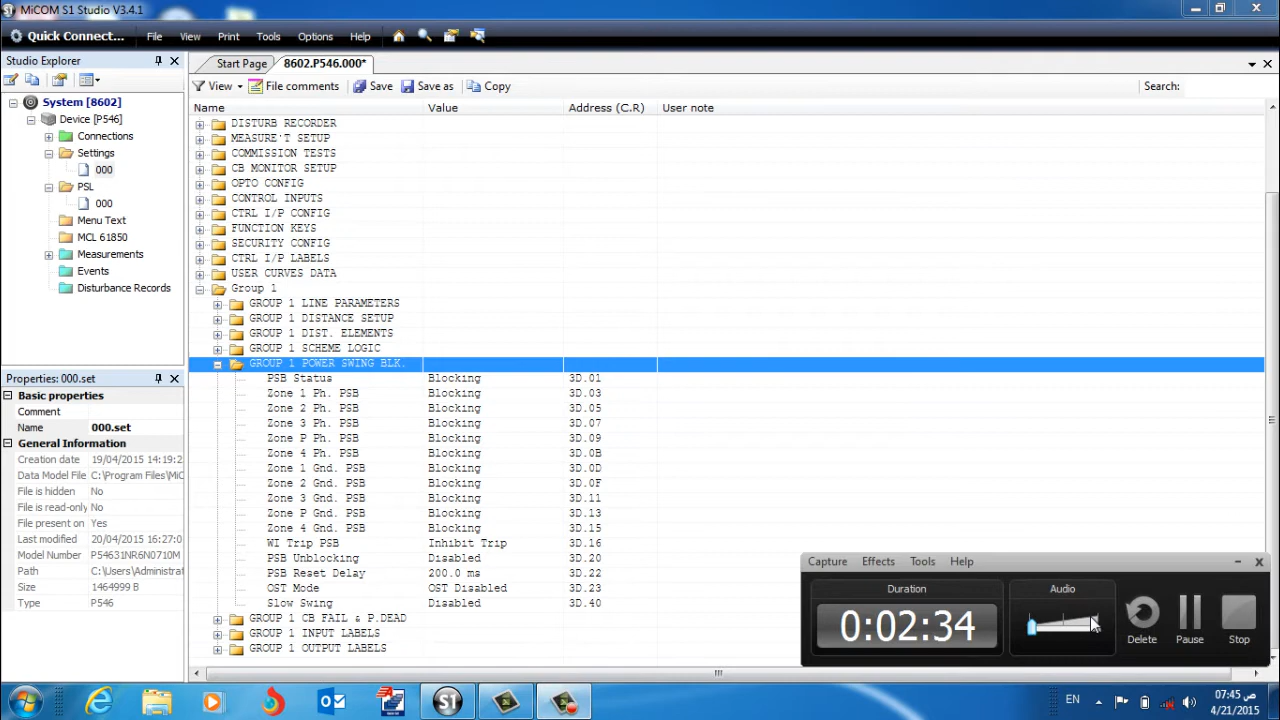 MiCOM S1 Studio V3.4.1
Quick Connect... File View Print Tools Options Help
Studio Explorer
System [8602]
Device [P546]
Connections
Settings
000
PSL
000
Menu Text
MCL 61850
Measurements
Events
Disturbance Records
Properties: 000.set
Basic properties
Comment
Name 000.set
General Information
Creation date 19/04/2015 14:19:2
Data Model File C:\Program Files\MiC
File is hidden No
File is read-only No
File present on Yes
Last modified 20/04/2015 16:27:0
Model Number P54631NR6N0710M
Path C:\Users\Administrat
Size 1464999 B
Type P546
Start Page 8602.P546.000*
View File comments Save Save as Copy Search:
Name Value Address (C.R) User note
DISTURB RECORDER
MEASURE'T SETUP
COMMISSION TESTS
CB MONITOR SETUP
OPTO CONFIG
CONTROL INPUTS
CTRL I/P CONFIG
FUNCTION KEYS
SECURITY CONFIG
CTRL I/P LABELS
USER CURVES DATA
Group 1
GROUP 1 LINE PARAMETERS
GROUP 1 DISTANCE SETUP
GROUP 1 DIST. ELEMENTS
GROUP 1 SCHEME LOGIC
GROUP 1 POWER SWING BLK.
PSB Status Blocking 3D.01
Zone 1 Ph. PSB Blocking 3D.03
Zone 2 Ph. PSB Blocking 3D.05
Zone 3 Ph. PSB Blocking 3D.07
Zone P Ph. PSB Blocking 3D.09
Zone 4 Ph. PSB Blocking 3D.0B
Zone 1 Gnd. PSB Blocking 3D.0D
Zone 2 Gnd. PSB Blocking 3D.0F
Zone 3 Gnd. PSB Blocking 3D.11
Zone P Gnd. PSB Blocking 3D.13
Zone 4 Gnd. PSB Blocking 3D.15
WI Trip PSB Inhibit Trip 3D.16
PSB Unblocking Disabled 3D.20
PSB Reset Delay 200.0 ms 3D.22
OST Mode OST Disabled 3D.23
Slow Swing Disabled 3D.40
GROUP 1 CB FAIL & P.DEAD
GROUP 1 INPUT LABELS
GROUP 1 OUTPUT LABELS
Capture Effects Tools Help
Duration Audio
0:02:34
Delete Pause Stop
EN
07:45 ص
4/21/2015